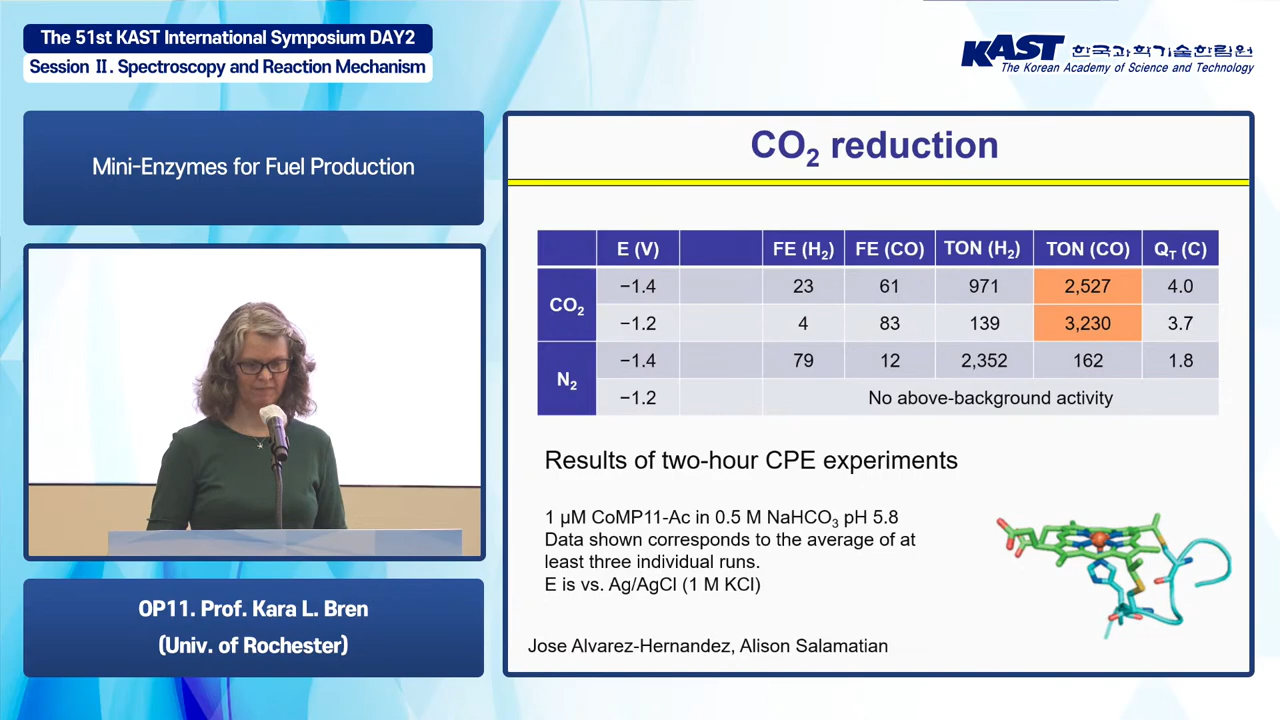 The 51st KAST International Symposium DAY2
Session Ⅱ. Spectroscopy and Reaction Mechanism
KAST 한국과학기술한림원
The Korean Academy of Science and Technology
Mini-Enzymes for Fuel Production
CO₂ reduction
E (V) FE (H₂) FE (CO) TON (H₂) TON (CO) Q_T (C)
CO₂
−1.4 23 61 971 2,527 4.0
−1.2 4 83 139 3,230 3.7
N₂
−1.4 79 12 2,352 162 1.8
−1.2 No above-background activity
Results of two-hour CPE experiments
1 µM CoMP11-Ac in 0.5 M NaHCO₃ pH 5.8
Data shown corresponds to the average of at
least three individual runs.
E is vs. Ag/AgCl (1 M KCl)
Jose Alvarez-Hernandez, Alison Salamatian
OP11. Prof. Kara L. Bren
(Univ. of Rochester)